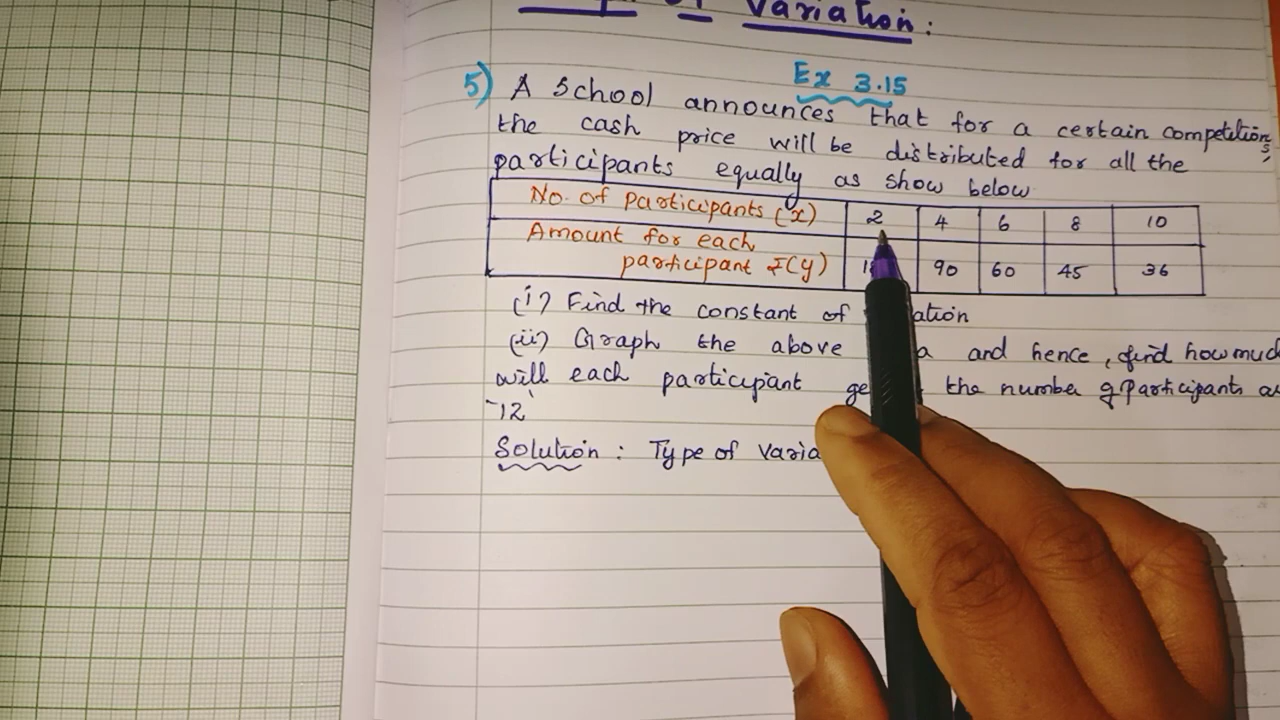 of Variation:
Ex 3.15
5) A School announces that for a certain competitions,
the cash price will be distributed for all the
participants equally as show below
No. of participants (x) 2 4 6 8 10
Amount for each
participant ₹(y) 90 60 45 36
(i) Find the constant of
(ii) Graph the above and hence, find how much
will each participant the number of participants
12
Solution : Type of